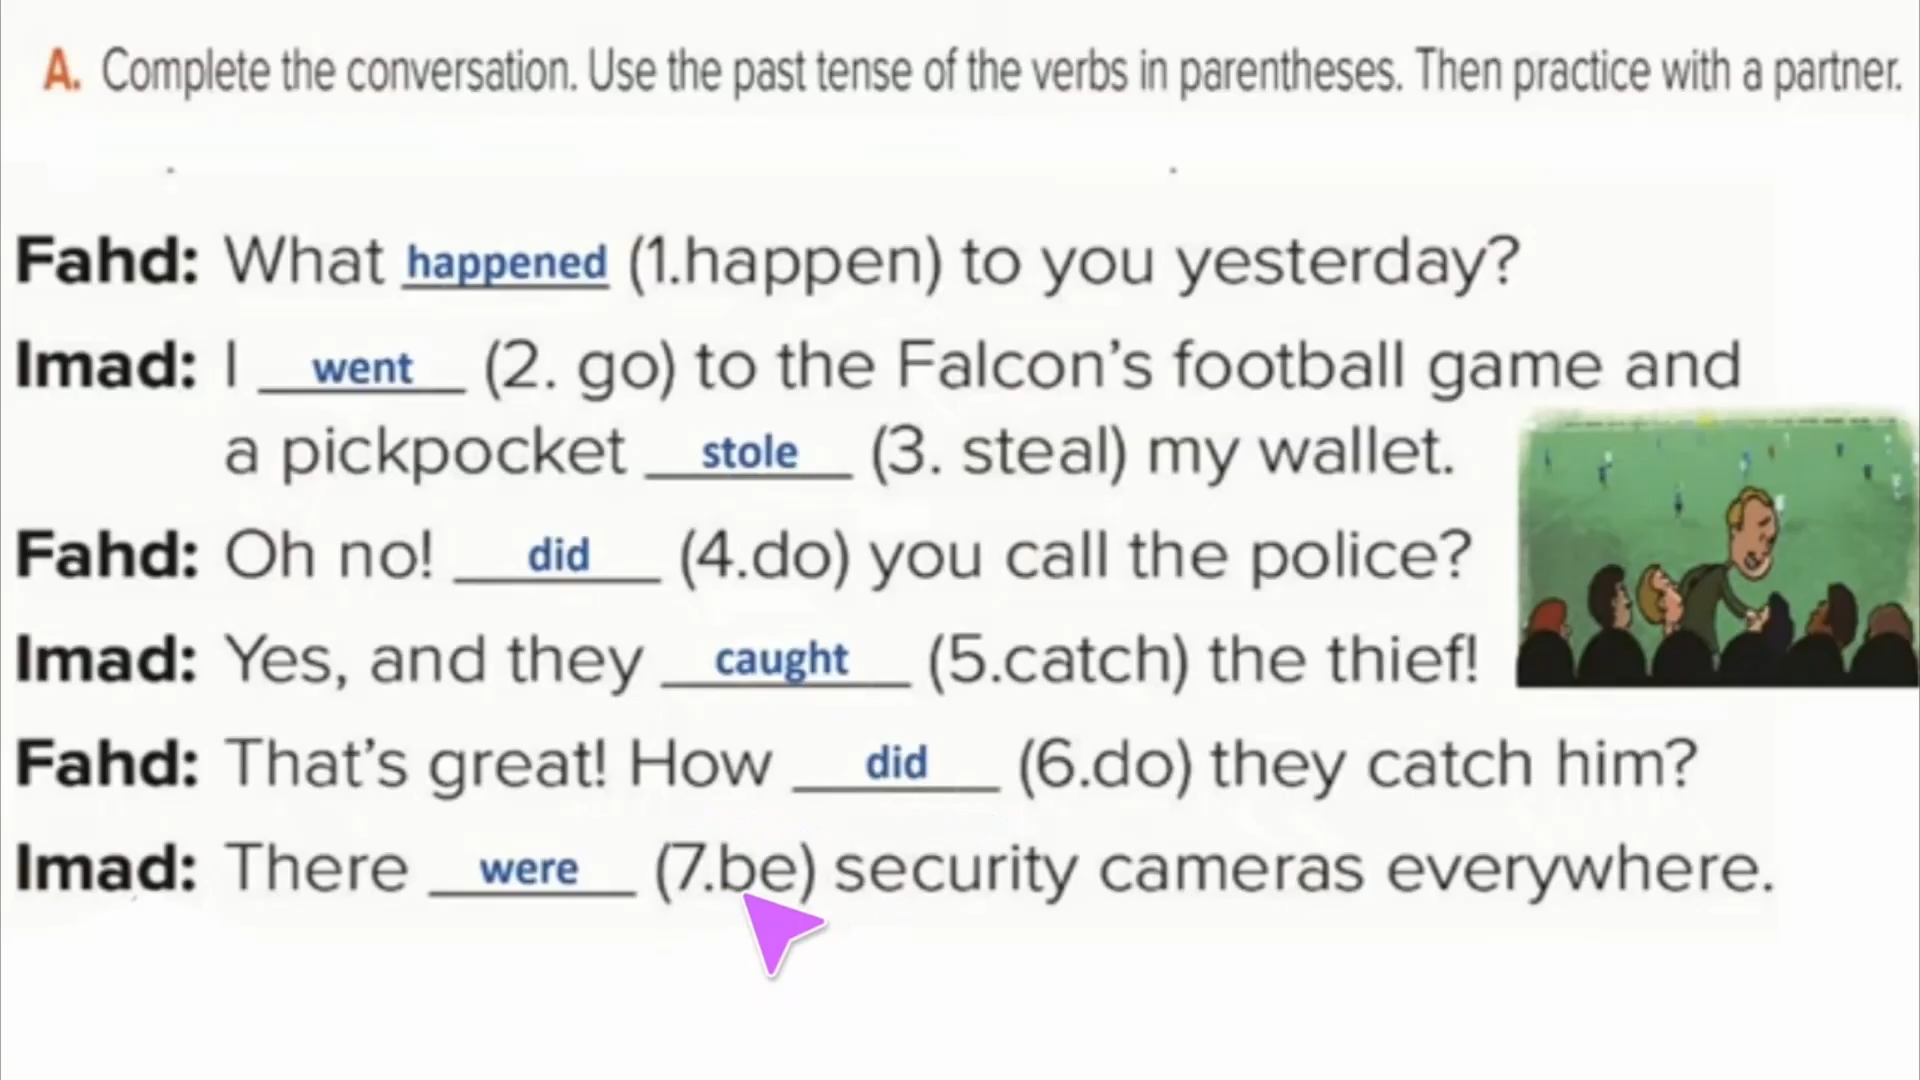 A. Complete the conversation. Use the past tense of the verbs in parentheses. Then practice with a partner.
Fahd: What happened (1.happen) to you yesterday?
Imad: I went (2. go) to the Falcon's football game and
a pickpocket stole (3. steal) my wallet.
Fahd: Oh no! did (4.do) you call the police?
Imad: Yes, and they caught (5.catch) the thief!
Fahd: That's great! How did (6.do) they catch him?
Imad: There were (7.be) security cameras everywhere.